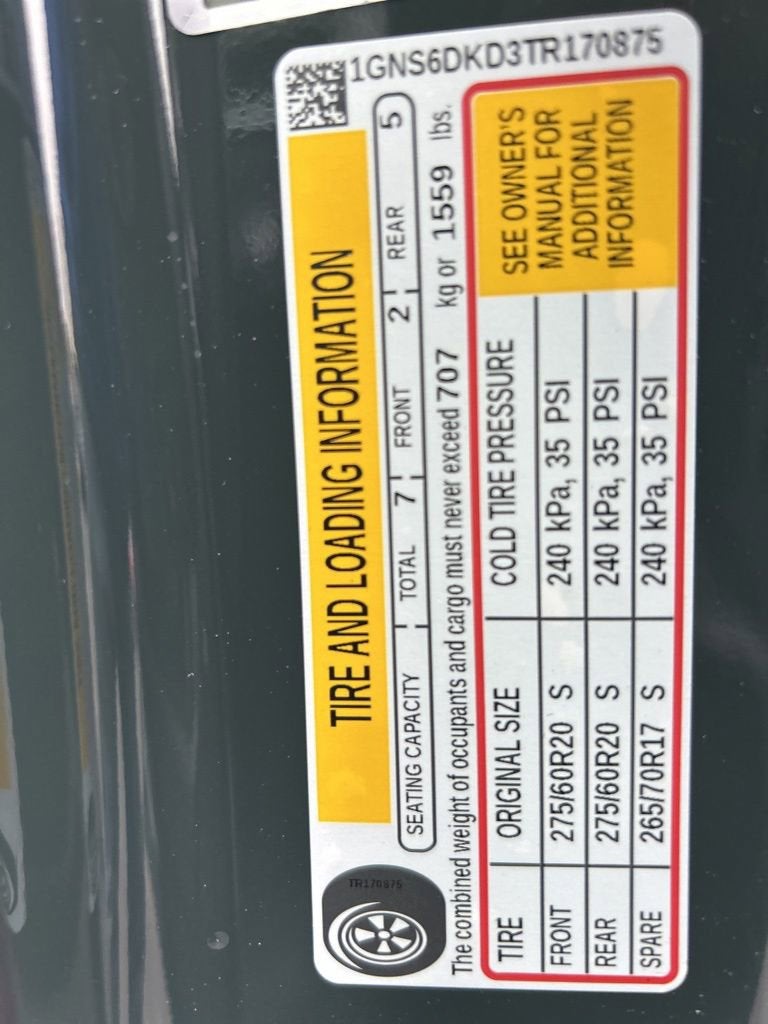 1GNS6DKD3TR170875
TIRE AND LOADING INFORMATION
SEATING CAPACITY TOTAL 7 FRONT 2 REAR 5
The combined weight of occupants and cargo must never exceed 707 kg or 1559 lbs.
TIRE ORIGINAL SIZE COLD TIRE PRESSURE
FRONT 275/60R20 S 240 kPa, 35 PSI
REAR 275/60R20 S 240 kPa, 35 PSI
SPARE 265/70R17 S 240 kPa, 35 PSI
SEE OWNER'S
MANUAL FOR
ADDITIONAL
INFORMATION
TR170875